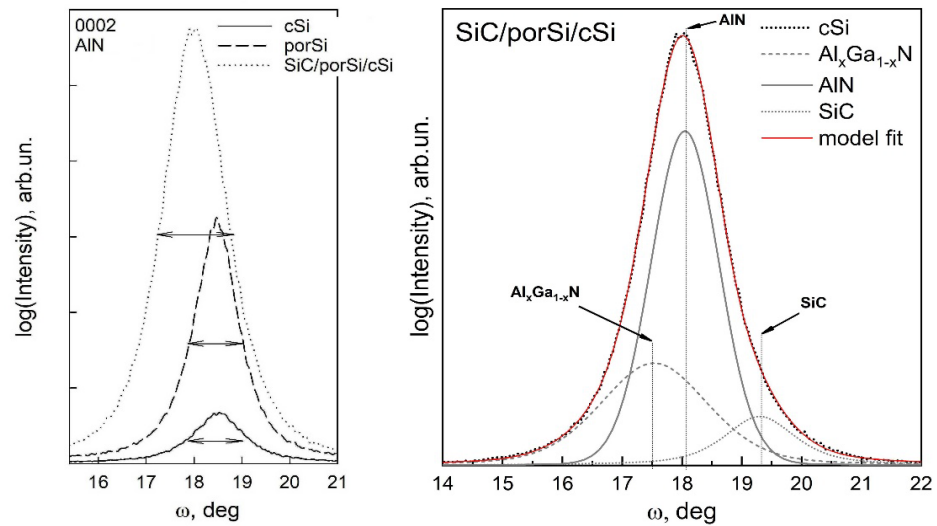 0002
AlN
cSi
porSi
SiC/porSi/cSi
log(Intensity), arb.un.
16 17 18 19 20 21
ω, deg
SiC/porSi/cSi
AlN
cSi
AlₓGa₁₋ₓN
AlN
SiC
model fit
AlₓGa₁₋ₓN
SiC
log(Intensity), arb.un.
14 15 16 17 18 19 20 21 22
ω, deg